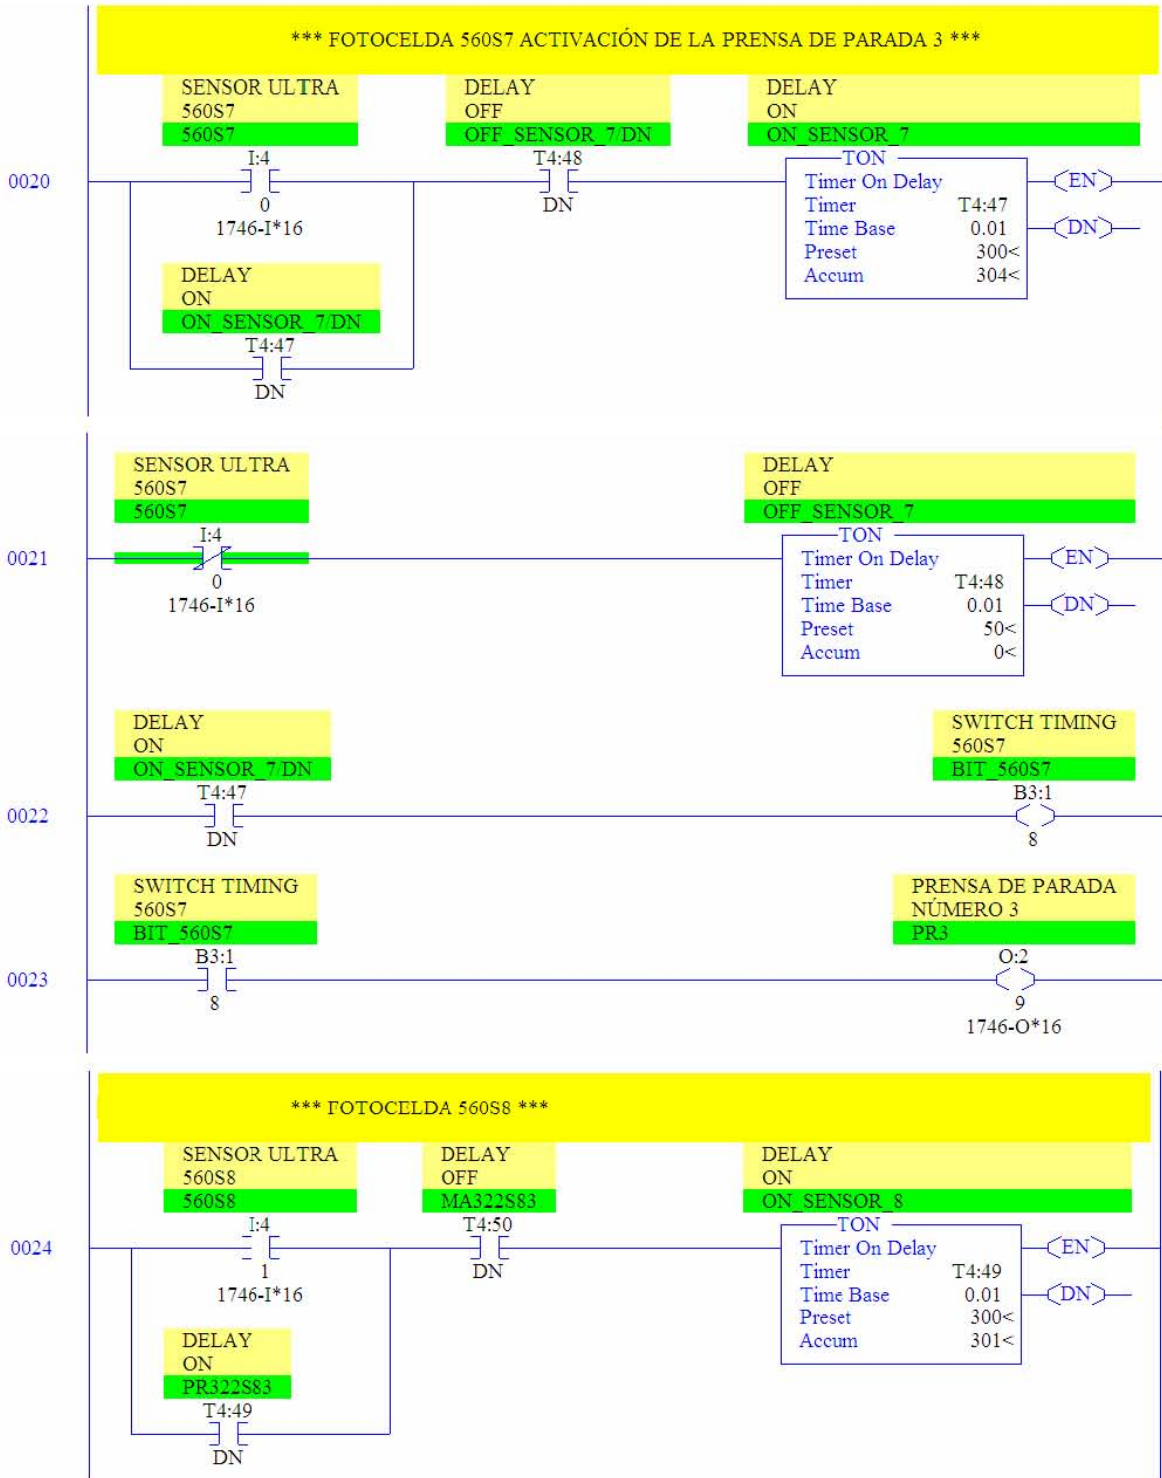 *** FOTOCELDA 560S7 ACTIVACIÓN DE LA PRENSA DE PARADA 3 ***
SENSOR ULTRA
560S7
560S7
I:4
0
1746-I*16
DELAY
OFF
OFF_SENSOR_7/DN
T4:48
DN
DELAY
ON
ON_SENSOR_7
TON
Timer On Delay
Timer T4:47
Time Base 0.01
Preset 300<
Accum 304<
EN
DN
0020
DELAY
ON
ON_SENSOR_7/DN
T4:47
DN
SENSOR ULTRA
560S7
560S7
I:4
0
1746-I*16
DELAY
OFF
OFF_SENSOR_7
TON
Timer On Delay
Timer T4:48
Time Base 0.01
Preset 50<
Accum 0<
EN
DN
0021
DELAY
ON
ON_SENSOR_7/DN
T4:47
DN
SWITCH TIMING
560S7
BIT_560S7
B3:1
8
0022
SWITCH TIMING
560S7
BIT_560S7
B3:1
8
PRENSA DE PARADA
NÚMERO 3
PR3
O:2
9
1746-O*16
0023
*** FOTOCELDA 560S8 ***
SENSOR ULTRA
560S8
560S8
I:4
1
1746-I*16
DELAY
OFF
MA322S83
T4:50
DN
DELAY
ON
ON_SENSOR_8
TON
Timer On Delay
Timer T4:49
Time Base 0.01
Preset 300<
Accum 301<
EN
DN
0024
DELAY
ON
PR322S83
T4:49
DN